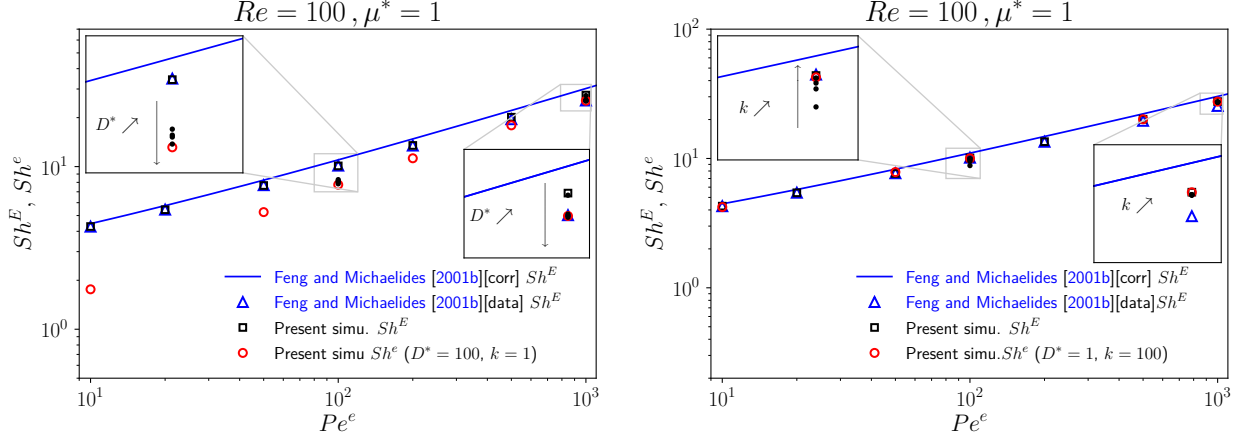 Re = 100 , μ* = 1
Sh^E, Sh^e
10^1
10^0
D* ↗
D* ↗
Feng and Michaelides [2001b][corr] Sh^E
Feng and Michaelides [2001b][data] Sh^E
Present simu. Sh^E
Present simu Sh^e (D* = 100, k = 1)
10^1
10^2
10^3
Pe^e
Re = 100 , μ* = 1
Sh^E, Sh^e
10^2
10^1
10^0
k ↗
k ↗
Feng and Michaelides [2001b][corr] Sh^E
Feng and Michaelides [2001b][data]Sh^E
Present simu. Sh^E
Present simu.Sh^e (D* = 1, k = 100)
10^1
10^2
10^3
Pe^e